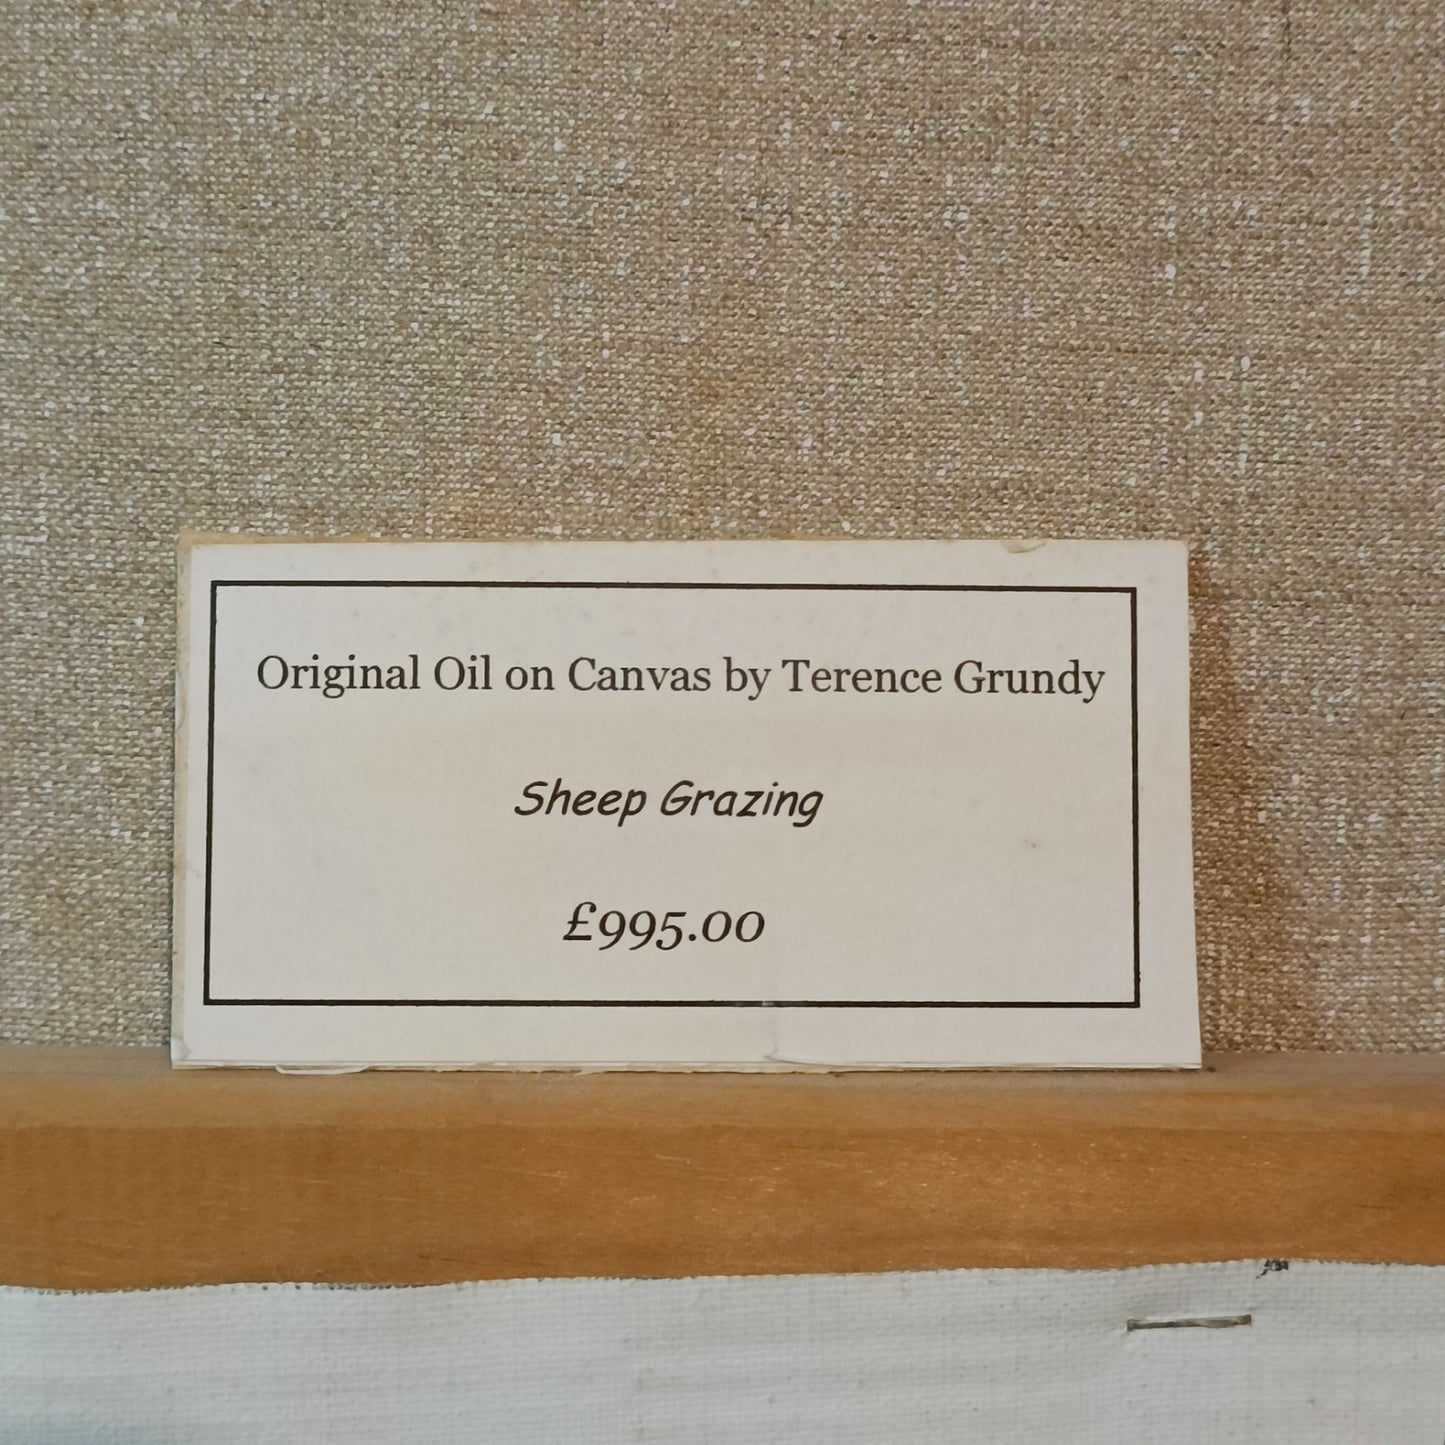 Original Oil on Canvas by Terence Grundy
Sheep Grazing
£995.00